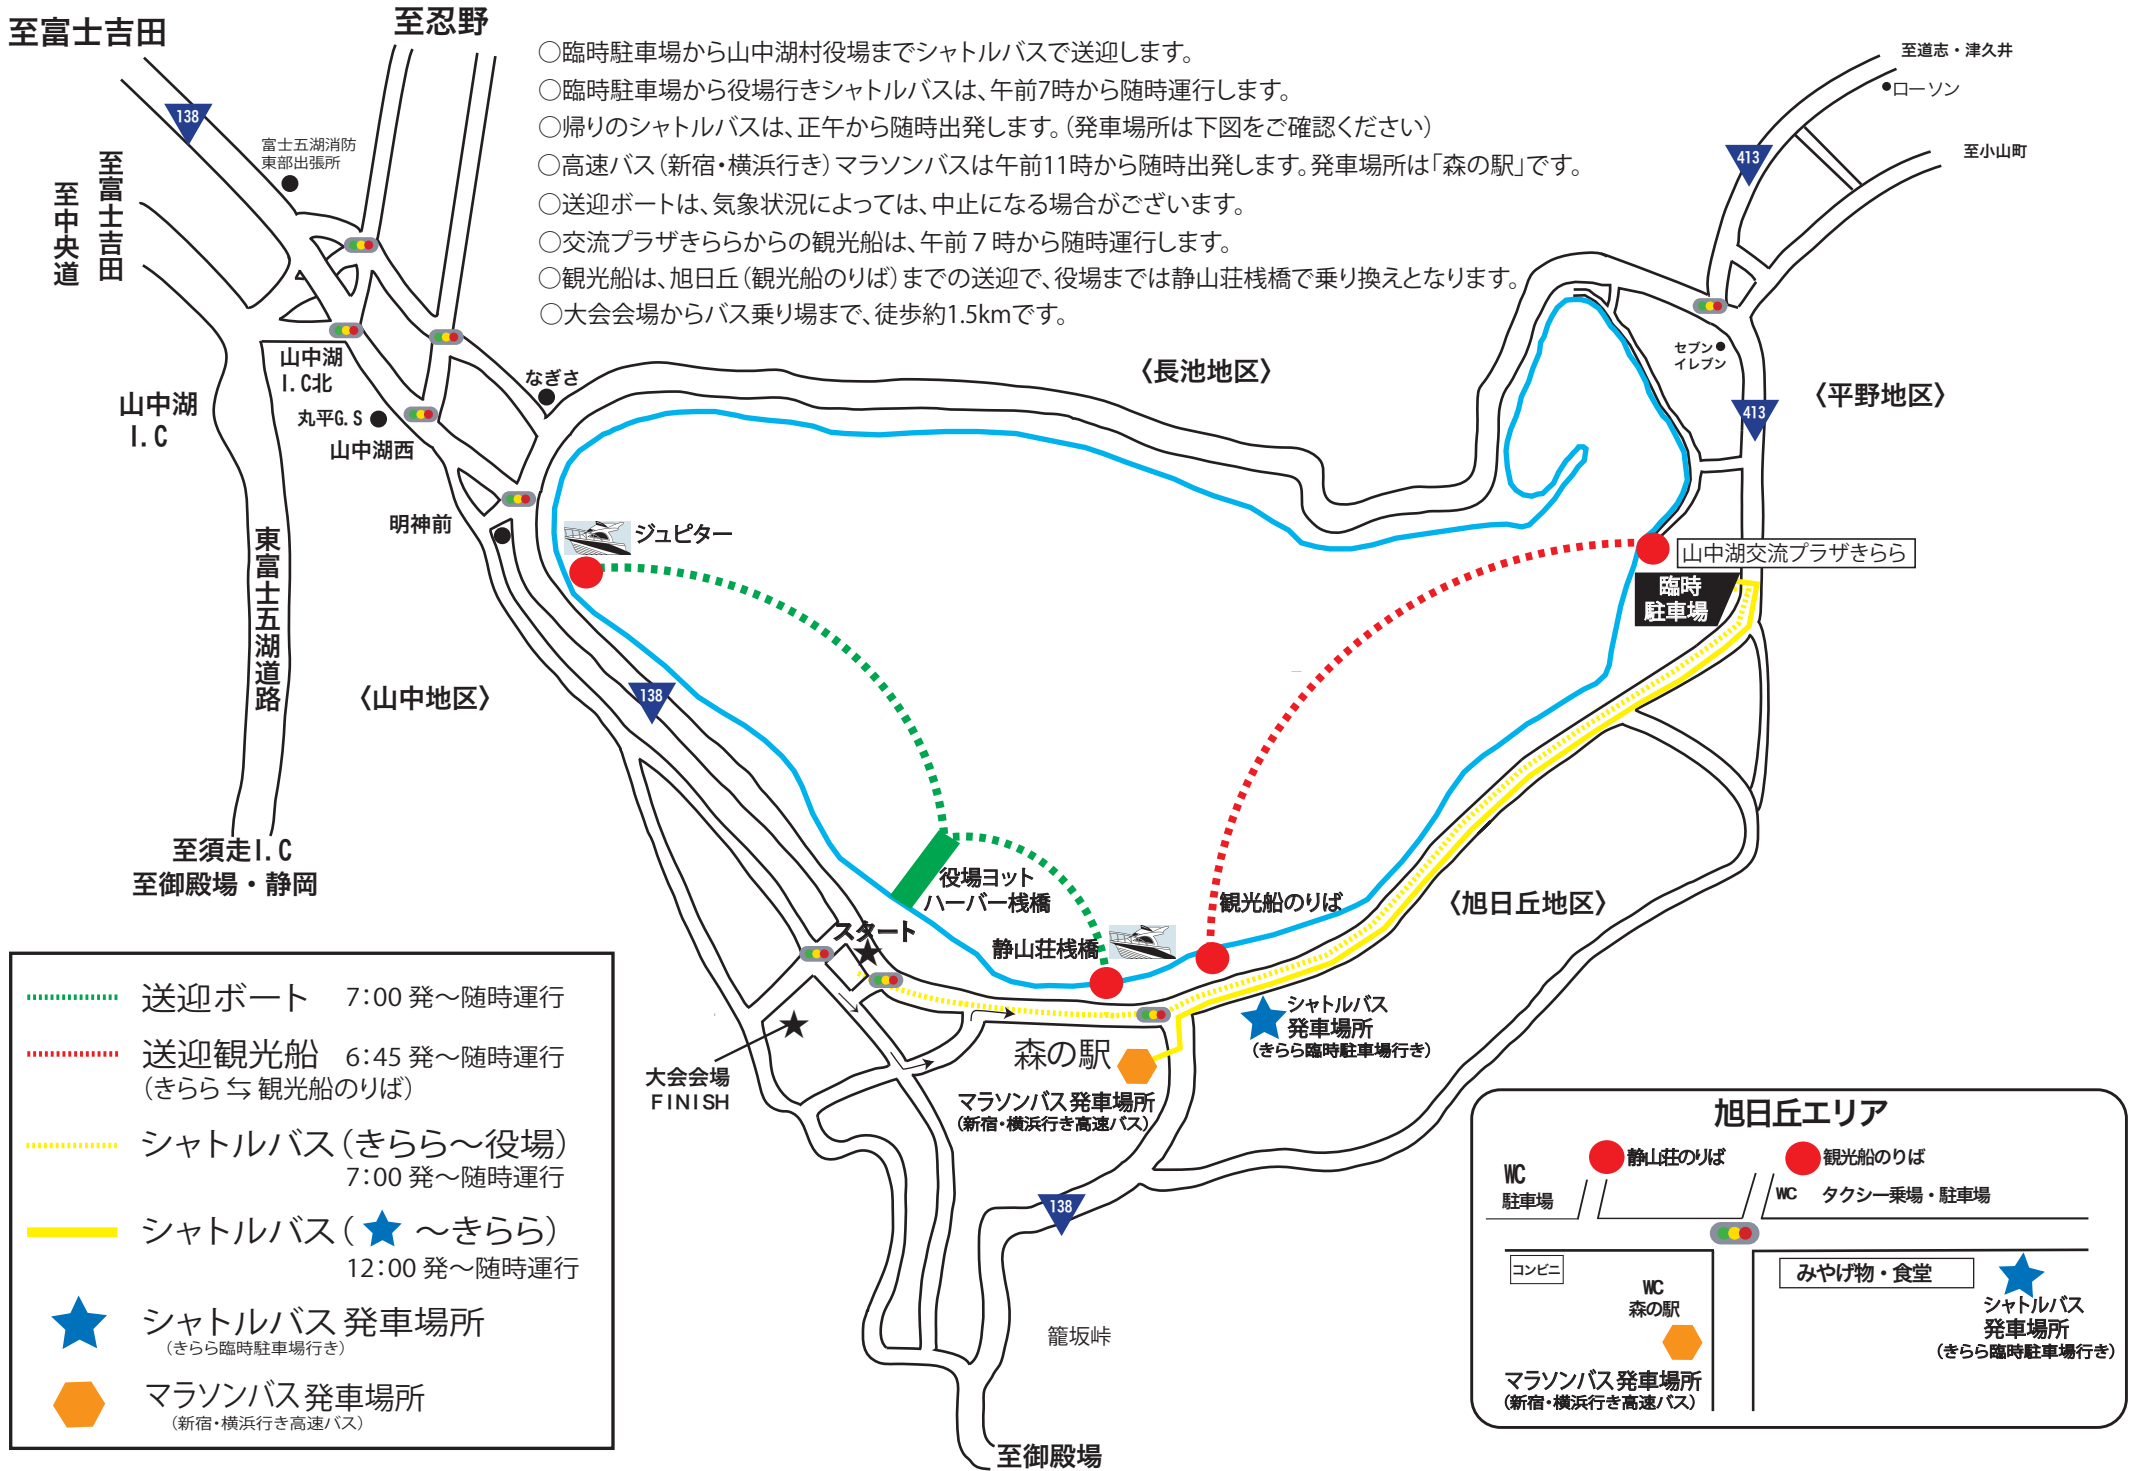 至富士吉田
至忍野
○臨時駐車場から山中湖村役場までシャトルバスで送迎します。
○臨時駐車場から役場行きシャトルバスは、午前7時から随時運行します。
○帰りのシャトルバスは、正午から随時出発します。(発車場所は下図をご確認ください)
○高速バス(新宿・横浜行き)マラソンバスは午前11時から随時出発します。発車場所は「森の駅」です。
○送迎ボートは、気象状況によっては、中止になる場合がございます。
○交流プラザきららからの観光船は、午前7時から随時運行します。
○観光船は、旭日丘(観光船のりば)までの送迎で、役場までは静山荘桟橋で乗り換えとなります。
○大会会場からバス乗り場まで、徒歩約1.5kmです。
至道志・津久井
ローソン
至小山町
413
138
富士五湖消防
東部出張所
至富士吉田
至中央道
山中湖
I.C北
丸平G.S
山中湖西
なぎさ
山中湖
I.C
明神前
東富士五湖道路
至須走I.C
至御殿場・静岡
〈長池地区〉
セブン
イレブン
〈平野地区〉
413
ジュピター
山中湖交流プラザきらら
臨時
駐車場
〈山中地区〉
138
役場ヨット
ハーバー桟橋
スタート
静山荘桟橋
観光船のりば
〈旭日丘地区〉
シャトルバス
発車場所
(きらら臨時駐車場行き)
森の駅
マラソンバス発車場所
(新宿・横浜行き高速バス)
大会会場
FINISH
138
籠坂峠
至御殿場
送迎ボート 7:00 発～随時運行
送迎観光船 6:45 発～随時運行
(きらら ⇆ 観光船のりば)
シャトルバス(きらら～役場)
7:00 発～随時運行
シャトルバス(★ ～きらら)
12:00 発～随時運行
シャトルバス発車場所
(きらら臨時駐車場行き)
マラソンバス発車場所
(新宿・横浜行き高速バス)
旭日丘エリア
静山荘のりば
観光船のりば
WC
駐車場
WC タクシー乗場・駐車場
コンビニ
みやげ物・食堂
WC
森の駅
シャトルバス
発車場所
(きらら臨時駐車場行き)
マラソンバス発車場所
(新宿・横浜行き高速バス)